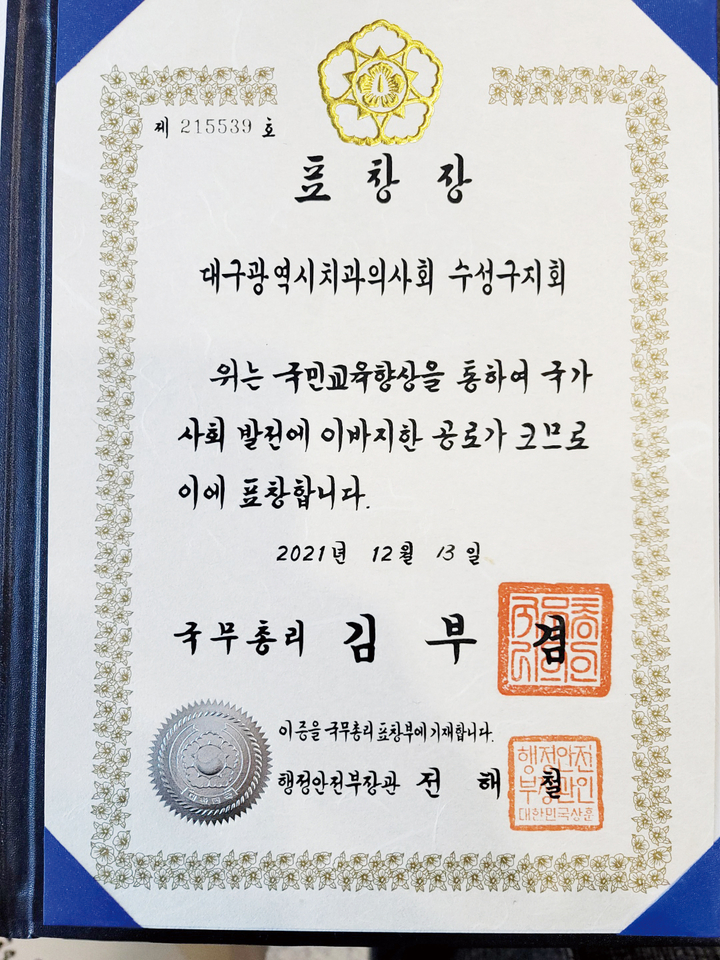 제 215539 호
표창장
대구광역시치과의사회 수성구지회
위는 국민교육향상을 통하여 국가
사회 발전에 이바지한 공로가 크므로
이에 표창합니다.
2021년 12월 13일
국무총리 김부겸
이 증을 국무총리 표창부에 기재합니다.
행정안전부장관 전해철
행정안전
부장관인
대한민국상훈